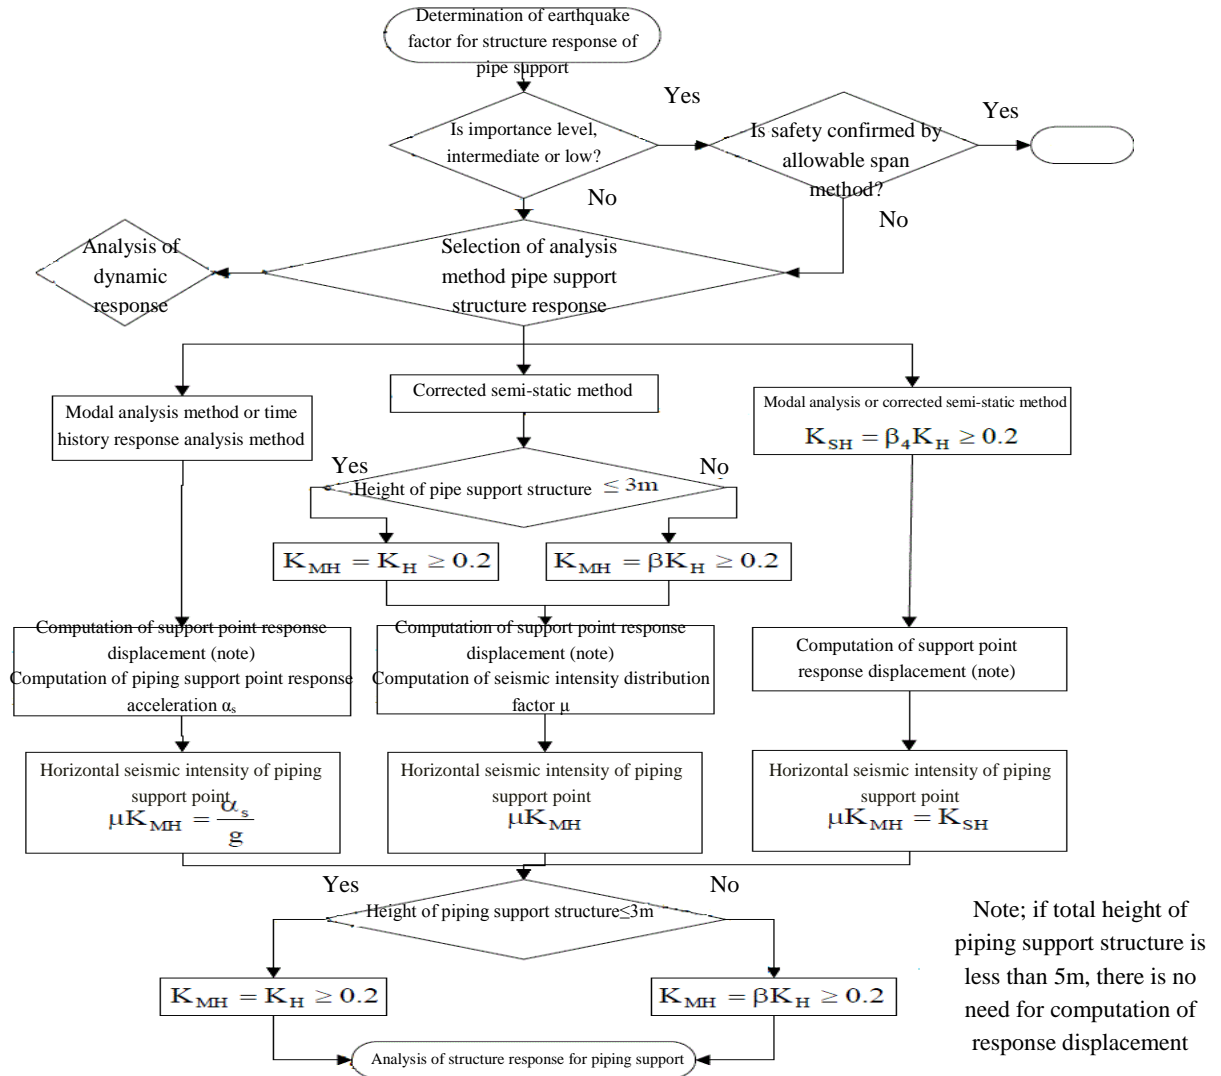 Determination of earthquake
factor for structure response of
pipe support
Yes
Yes
Is importance level,
intermediate or low?
Is safety confirmed by
allowable span
method?
No
No
Analysis of
dynamic
response
Selection of analysis
method pipe support
structure response
Modal analysis method or time
history response analysis method
Corrected semi-static method
Modal analysis or corrected semi-static method
K_SH = β₄K_H ≥ 0.2
Yes
No
Height of pipe support structure ≤ 3m
K_MH = K_H ≥ 0.2
K_MH = βK_H ≥ 0.2
Computation of support point response
displacement (note)
Computation of piping support point response
acceleration αₛ
Computation of support point response
displacement (note)
Computation of seismic intensity distribution
factor μ
Computation of support point
response displacement (note)
Horizontal seismic intensity of piping
support point
μK_MH = αₛ/g
Horizontal seismic intensity of piping
support point
μK_MH
Horizontal seismic intensity of piping
support point
μK_MH = K_SH
Yes
No
Height of piping support structure≤3m
K_MH = K_H ≥ 0.2
K_MH = βK_H ≥ 0.2
Analysis of structure response for piping support
Note; if total height of
piping support structure is
less than 5m, there is no
need for computation of
response displacement